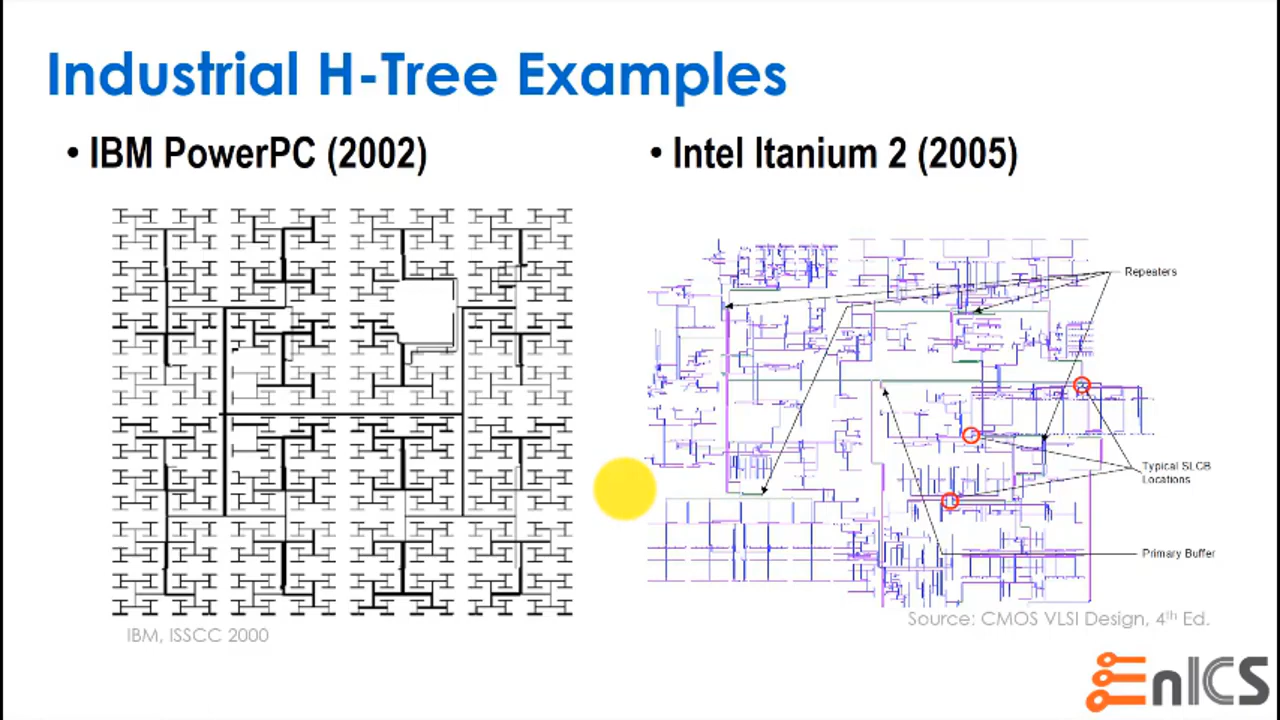 Industrial H-Tree Examples
• IBM PowerPC (2002)
• Intel Itanium 2 (2005)
Repeaters
Typical SLCB
Locations
Primary Buffer
IBM, ISSCC 2000
Source: CMOS VLSI Design, 4th Ed.
EnICS